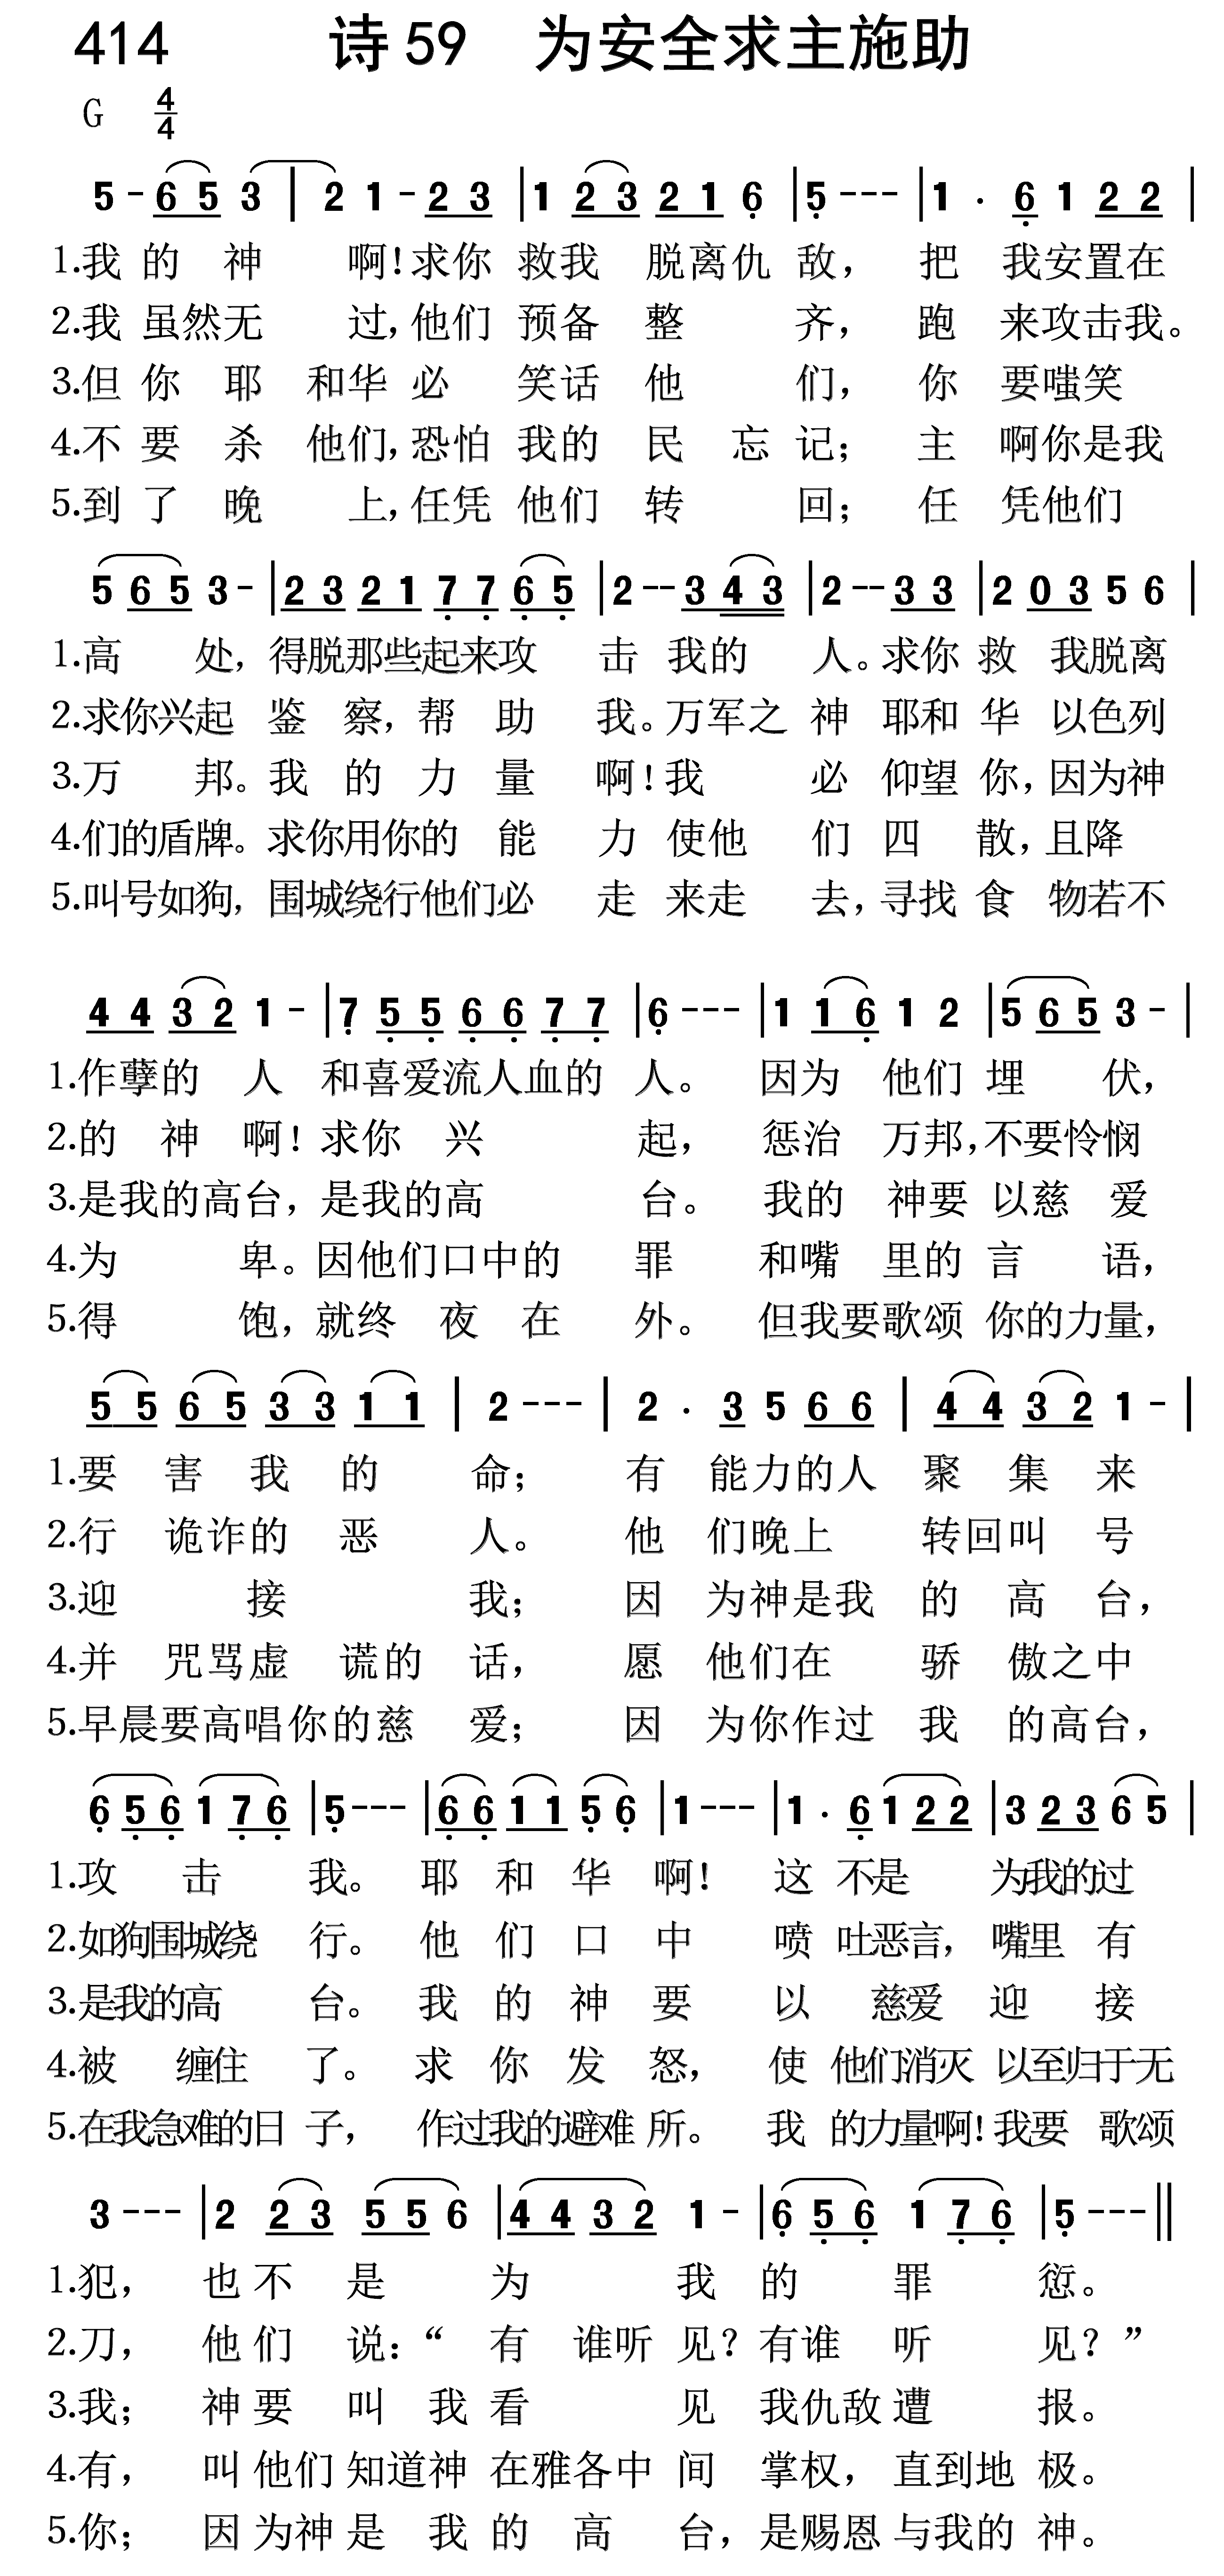 414 诗59 为安全求主施助
G 4/4
5 - 6 5 3 | 2 1 - 2 3 | 1 2 3 2 1 6 | 5 - - - | 1 . 6 1 2 2 |
1.我 的 神 啊!求你 救我 脱离仇 敌， 把 我安置在
2.我 虽然无 过，他们 预备 整 齐， 跑 来攻击我。
3.但 你 耶 和华 必 笑话 他 们， 你 要嗤笑
4.不 要 杀 他们，恐怕 我的 民 忘 记； 主 啊你是我
5.到 了 晚 上，任凭 他们 转 回； 任 凭他们
5 6 5 3 - | 2 3 2 1 7 7 6 5 | 2 - - 3 4 3 | 2 - - 3 3 | 2 0 3 5 6 |
1.高 处，得脱那些起来攻 击 我的 人。求你 救 我脱离
2.求你兴起 鉴 察，帮 助 我。万军之 神 耶和 华 以色列
3.万 邦。我 的 力 量 啊!我 必 仰望 你，因为神
4.们的盾牌。求你用你的 能 力 使他 们 四 散，且降
5.叫号如狗，围城绕行他们必 走 来走 去，寻找 食 物若不
4 4 3 2 1 - | 7 5 5 6 6 7 7 | 6 - - - | 1 1 6 1 2 | 5 6 5 3 - |
1.作孽的 人 和喜爱流人血的 人。 因为 他们 埋 伏，
2.的 神 啊!求你 兴 起， 惩治 万邦，不要怜悯
3.是我的高台，是我的高 台。 我的 神要 以慈 爱
4.为 卑。因他们口中的 罪 和嘴 里的 言 语，
5.得 饱，就终 夜 在 外。 但我要歌颂 你的力量，
5 5 6 5 3 3 1 1 | 2 - - - | 2 . 3 5 6 6 | 4 4 3 2 1 - |
1.要 害 我 的 命； 有 能力的人 聚 集 来
2.行 诡诈的 恶 人。 他 们晚上 转回叫 号
3.迎 接 我； 因 为神是我 的 高 台，
4.并 咒骂虚 谎的 话， 愿 他们在 骄 傲之中
5.早晨要高唱你的慈 爱； 因 为你作过 我 的高台，
6 5 6 1 7 6 | 5 - - - | 6 6 1 1 5 6 | 1 - - - | 1 . 6 1 2 2 | 3 2 3 6 5 |
1.攻 击 我。 耶 和 华 啊! 这 不是 为我的过
2.如狗围城绕 行。 他 们 口 中 喷 吐恶言， 嘴里 有
3.是我的高 台。 我 的 神 要 以 慈爱 迎 接
4.被 缠住 了。 求 你 发 怒， 使 他们消灭 以至归于无
5.在我急难的日 子， 作过我的避难 所。 我 的力量啊!我要 歌颂
3 - - - | 2 2 3 5 5 6 | 4 4 3 2 1 - | 6 5 6 1 7 6 | 5 - - - ‖
1.犯， 也 不 是 为 我 的 罪 愆。
2.刀， 他 们 说：“ 有 谁听 见？有谁 听 见？”
3.我； 神 要 叫 我 看 见 我仇敌 遭 报。
4.有， 叫 他们 知道神 在雅各中 间 掌权，直到地 极。
5.你； 因 为神 是 我 的 高 台，是赐恩 与我的 神。